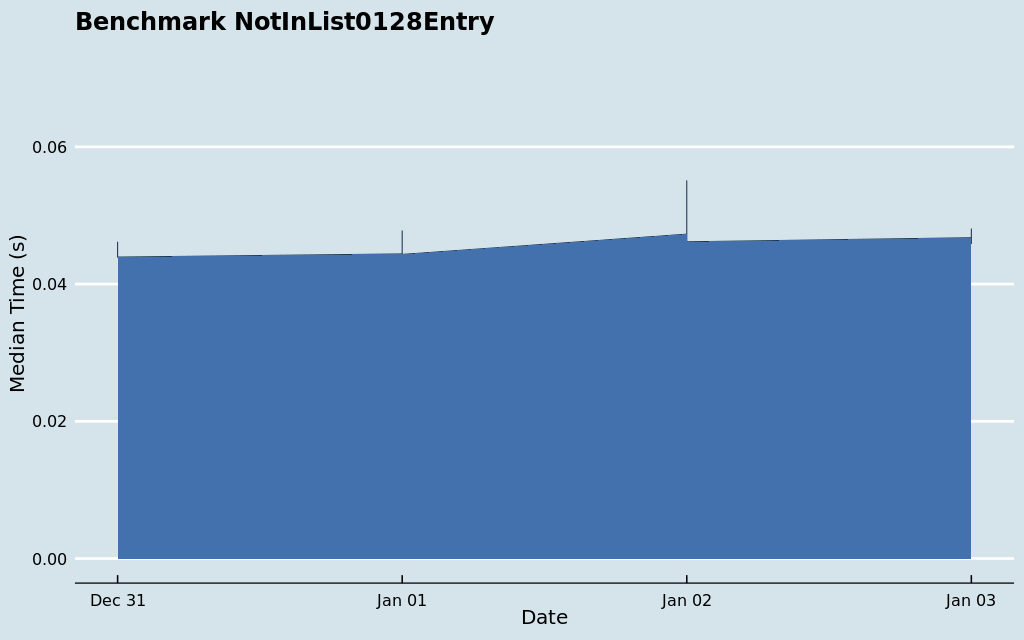 Benchmark NotInList0128Entry
0.06
0.04
0.02
0.00
Median Time (s)
Dec 31
Jan 01
Jan 02
Jan 03
Date